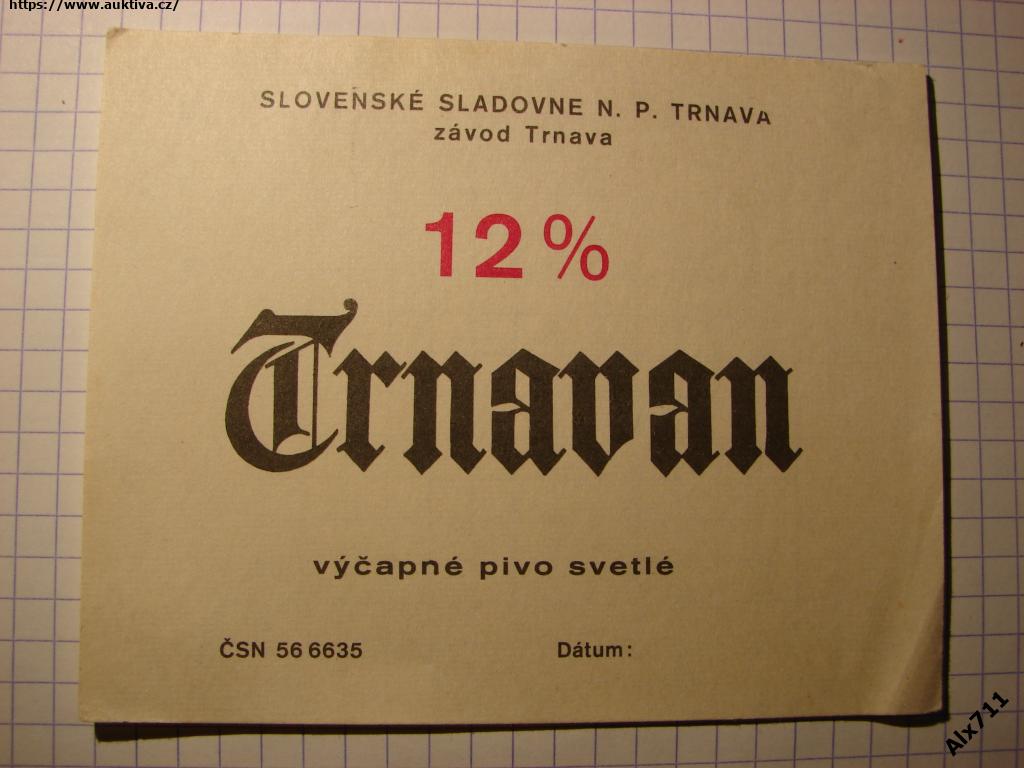 https://www.auktiva.cz/
SLOVENSKÉ SLADOVNE N. P. TRNAVA
závod Trnava
12 %
Trnavan
výčapné pivo svetlé
ČSN 56 6635
Dátum:
Alx711